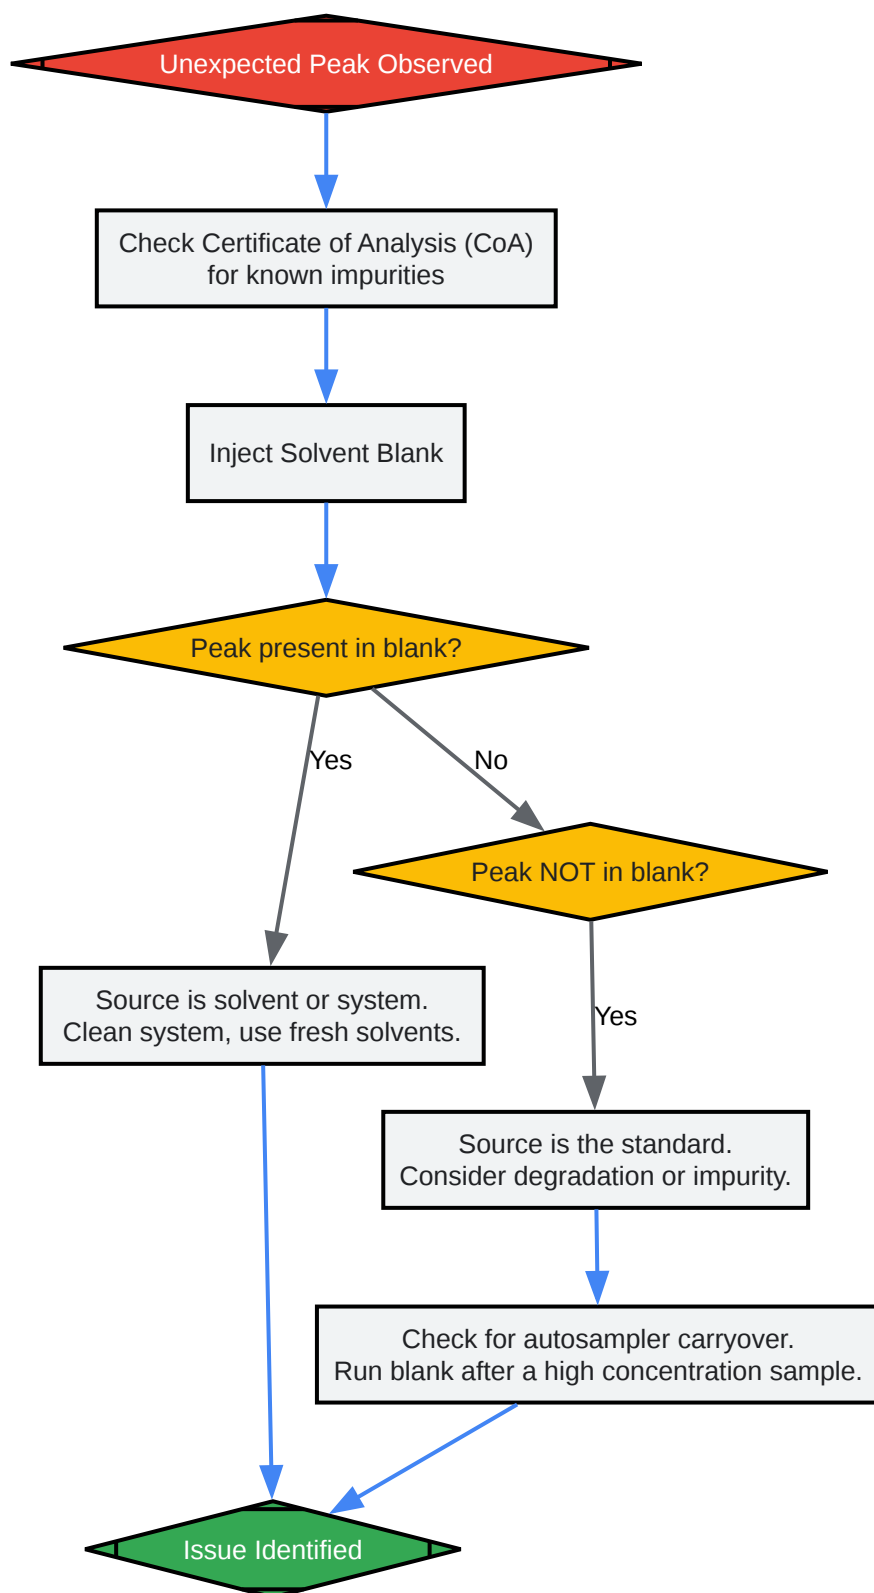 Unexpected Peak Observed
Check Certificate of Analysis (CoA)
for known impurities
Inject Solvent Blank
Peak present in blank?
Yes
No
Peak NOT in blank?
Source is solvent or system.
Clean system, use fresh solvents.
Yes
Source is the standard.
Consider degradation or impurity.
Check for autosampler carryover.
Run blank after a high concentration sample.
Issue Identified